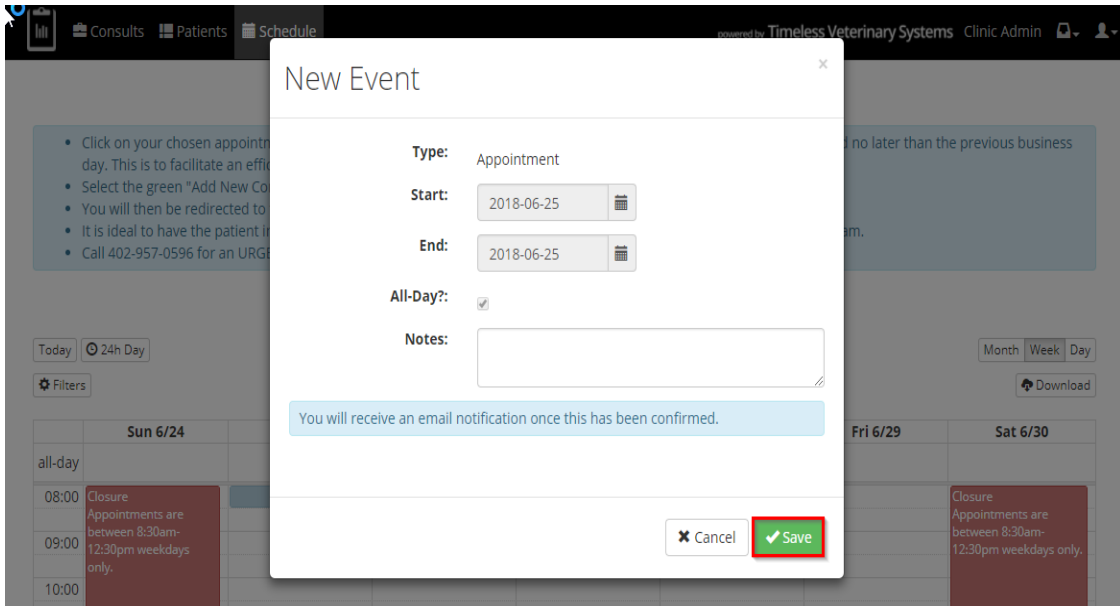 Consults Patients Schedule powered by Timeless Veterinary Systems Clinic Admin
New Event
×
• Click on your chosen appointm
no later than the previous business
day. This is to facilitate an effic
• Select the green "Add New Co
• You will then be redirected to
• It is ideal to have the patient in
am.
• Call 402-957-0596 for an URGE
Type: Appointment
Start: 2018-06-25
End: 2018-06-25
All-Day?:
Notes:
You will receive an email notification once this has been confirmed.
Cancel Save
Today 24h Day Month Week Day
Filters Download
Sun 6/24 Fri 6/29 Sat 6/30
all-day
08:00
09:00
10:00
Closure
Appointments are
between 8:30am-
12:30pm weekdays
only.
Closure
Appointments are
between 8:30am-
12:30pm weekdays only.